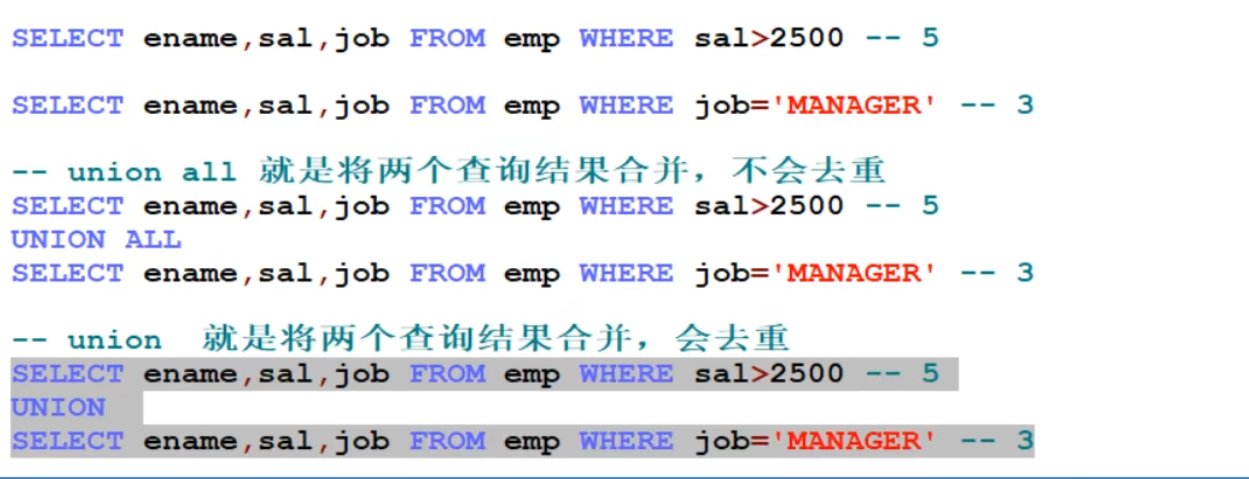 SELECT ename,sal,job FROM emp WHERE sal>2500 -- 5
SELECT ename,sal,job FROM emp WHERE job='MANAGER' -- 3
-- union all 就是将两个查询结果合并，不会去重
SELECT ename,sal,job FROM emp WHERE sal>2500 -- 5
UNION ALL
SELECT ename,sal,job FROM emp WHERE job='MANAGER' -- 3
-- union  就是将两个查询结果合并，会去重
SELECT ename,sal,job FROM emp WHERE sal>2500 -- 5
UNION
SELECT ename,sal,job FROM emp WHERE job='MANAGER' -- 3